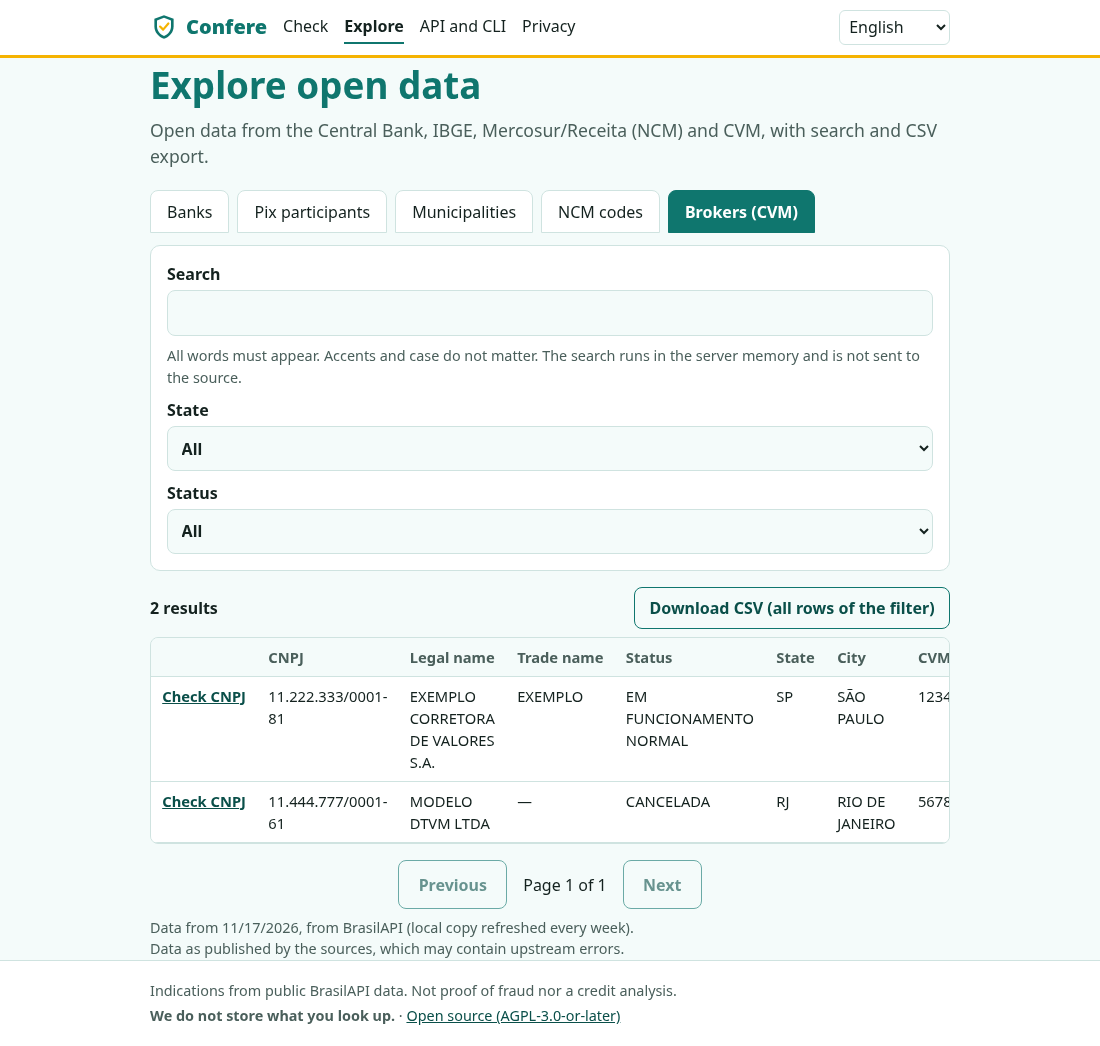 Confere Check Explore API and CLI Privacy English
Explore open data
Open data from the Central Bank, IBGE, Mercosur/Receita (NCM) and CVM, with search and CSV
export.
Banks Pix participants Municipalities NCM codes Brokers (CVM)
Search
All words must appear. Accents and case do not matter. The search runs in the server memory and is not sent to
the source.
State
All
Status
All
2 results Download CSV (all rows of the filter)
CNPJ Legal name Trade name Status State City CVM
Check CNPJ 11.222.333/0001- EXEMPLO EXEMPLO EM SP SÃO 1234
81 CORRETORA FUNCIONAMENTO PAULO
DE VALORES NORMAL
S.A.
Check CNPJ 11.444.777/0001- MODELO — CANCELADA RJ RIO DE 5678
61 DTVM LTDA JANEIRO
Previous Page 1 of 1 Next
Data from 11/17/2026, from BrasilAPI (local copy refreshed every week).
Data as published by the sources, which may contain upstream errors.
Indications from public BrasilAPI data. Not proof of fraud nor a credit analysis.
We do not store what you look up. · Open source (AGPL-3.0-or-later)